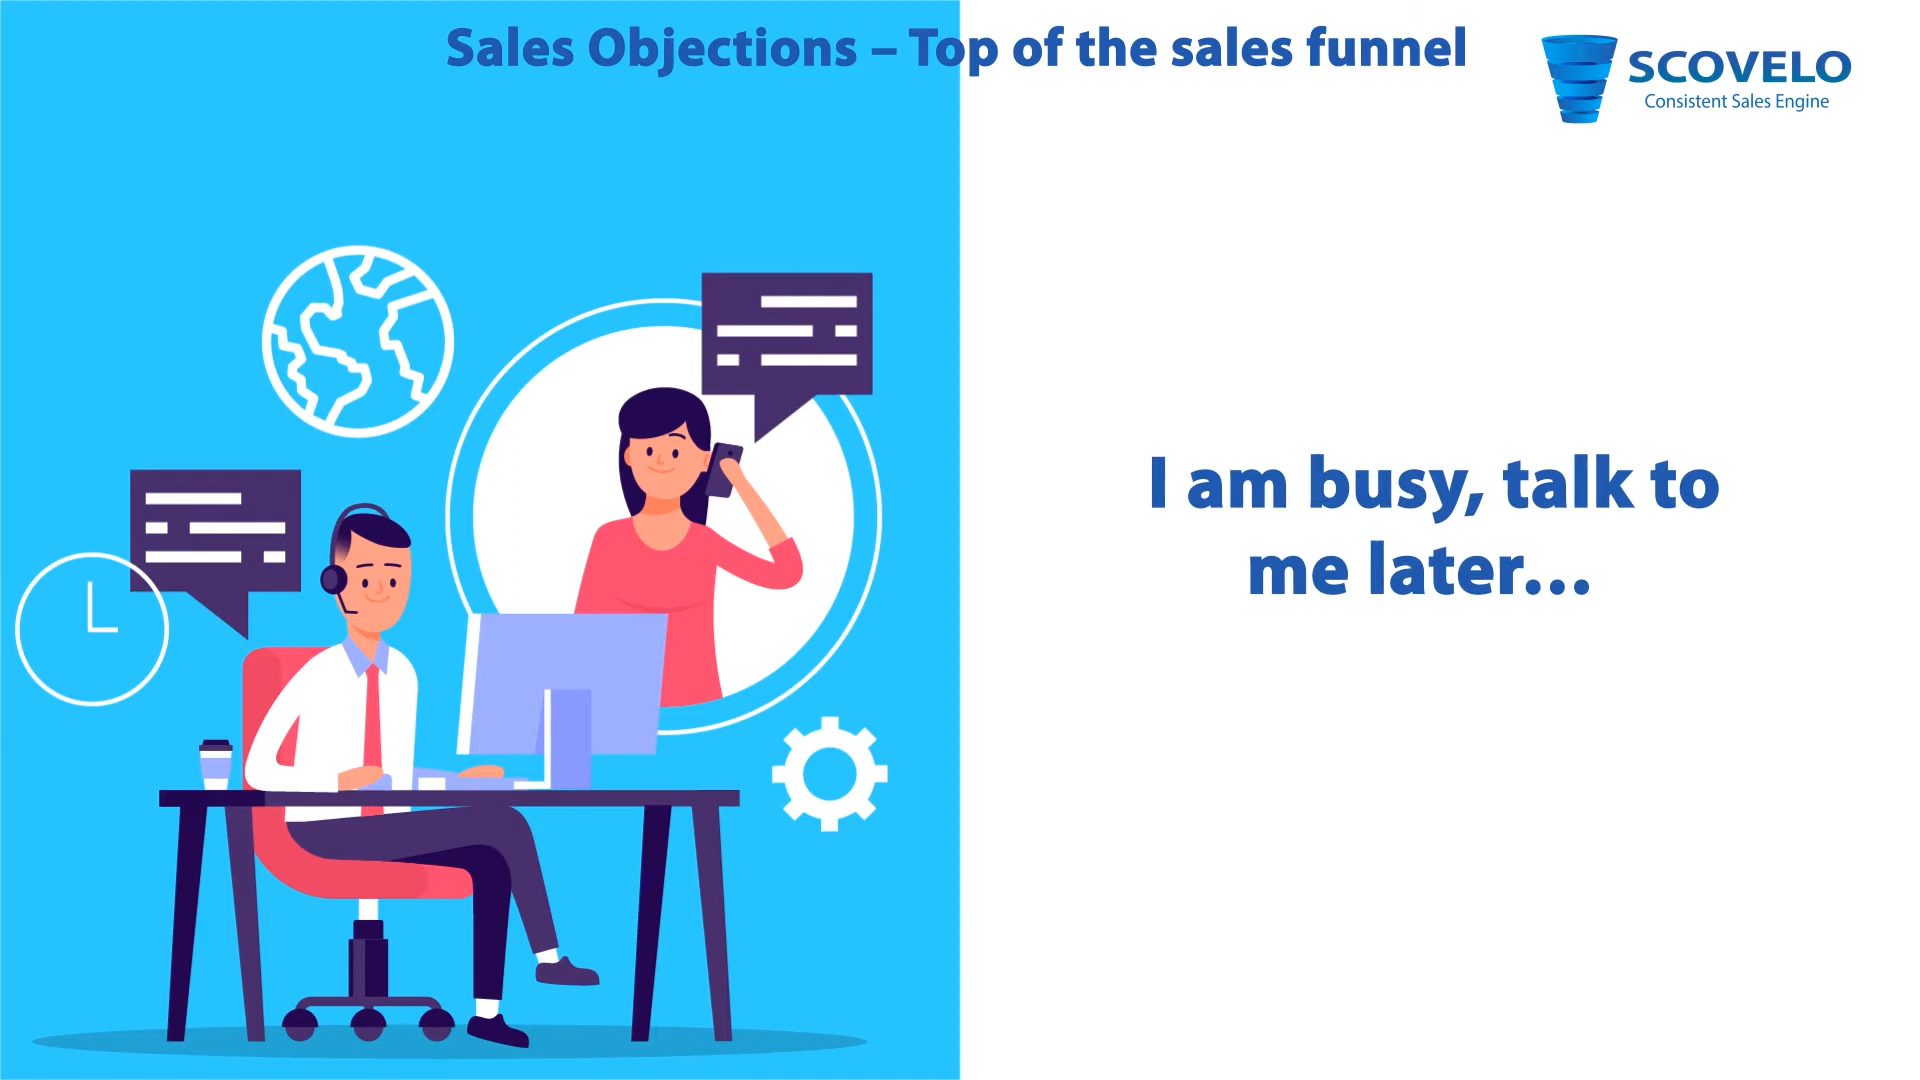 Sales Objections – Top of the sales funnel
SCOVELO
Consistent Sales Engine
I am busy, talk to
me later...